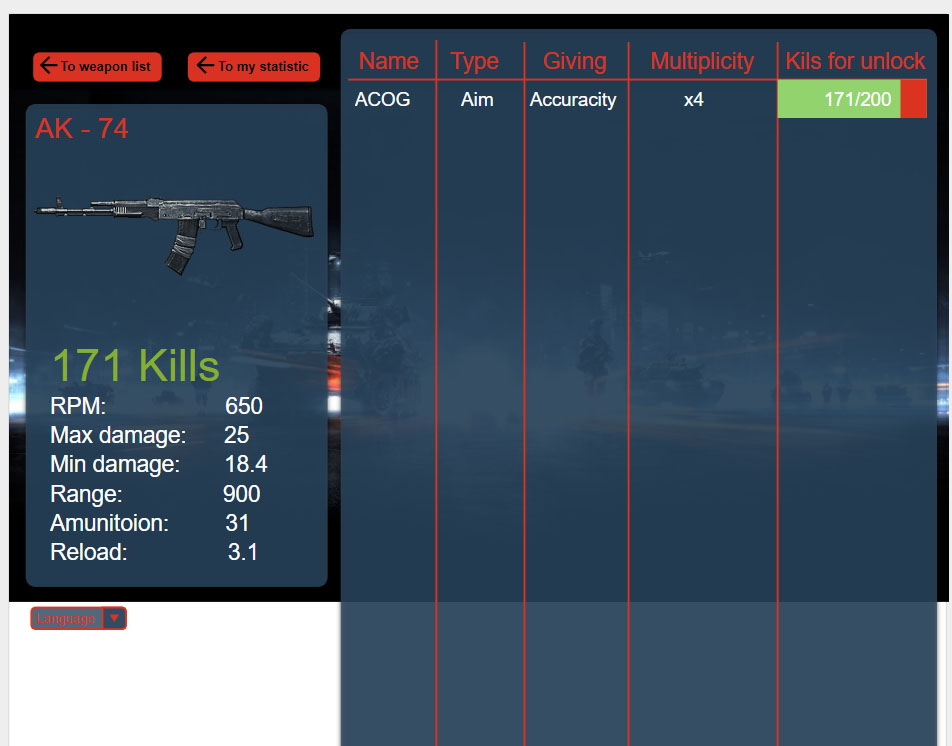 To weapon list
To my statistic
AK - 74
171 Kills
RPM: 650
Max damage: 25
Min damage: 18.4
Range: 900
Amunitoion: 31
Reload: 3.1
Language
Name Type Giving Multiplicity Kils for unlock
ACOG Aim Accuracity x4 171/200